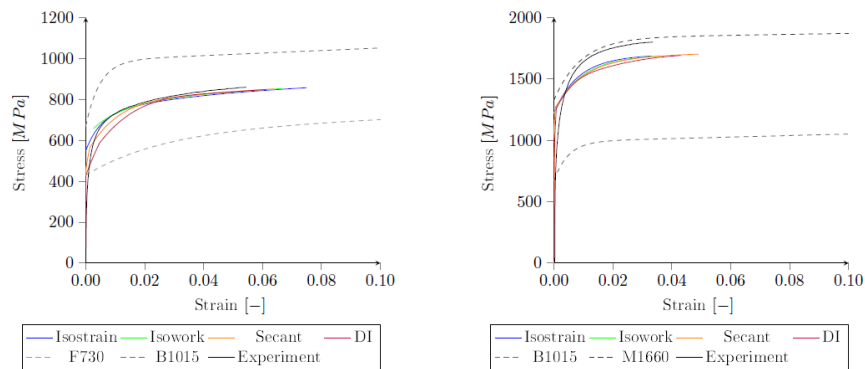 1200
1000
800
600
400
200
0
Stress [MPa]
0.00 0.02 0.04 0.06 0.08 0.10
Strain [−]
Isostrain Isowork Secant DI
F730 B1015 Experiment
2000
1500
1000
500
0
Stress [MPa]
0.00 0.02 0.04 0.06 0.08 0.10
Strain [−]
Isostrain Isowork Secant DI
B1015 M1660 Experiment